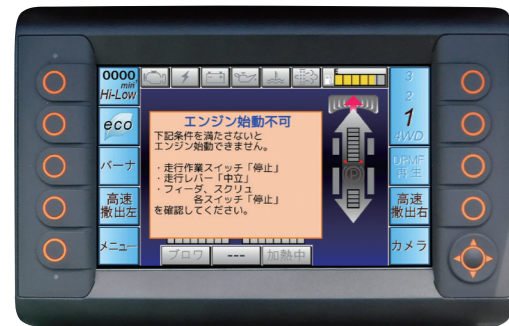 0000
min
Hi-Low
eco
バーナ
高速
撒出左
メニュー
エンジン始動不可
下記条件を満たさないと
エンジン始動できません。
・走行作業スイッチ「停止」
・走行レバー「中立」
・フィーダ、スクリュ
各スイッチ「停止」
を確認してください。
ブロワ
---
加熱中
P
3
2
1
4WD
DPMF
再生
高速
撒出右
カメラ